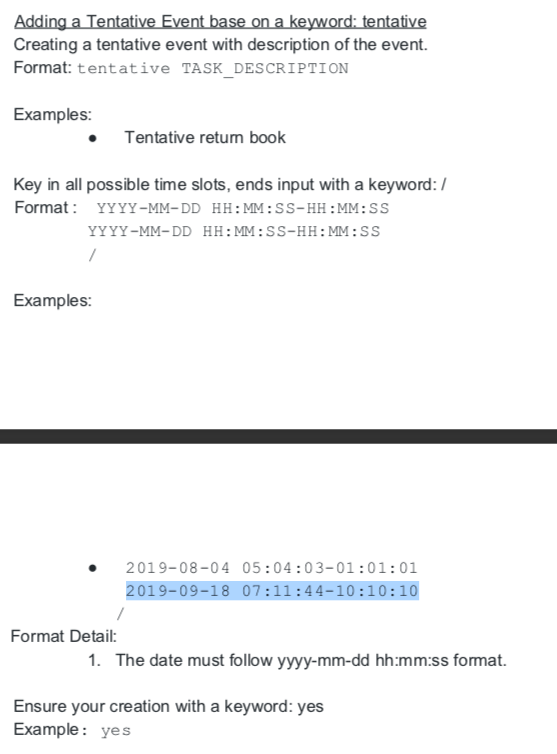 Adding a Tentative Event base on a keyword: tentative
Creating a tentative event with description of the event.
Format: tentative TASK_DESCRIPTION
Examples:
● Tentative return book
Key in all possible time slots, ends input with a keyword: /
Format : YYYY-MM-DD HH:MM:SS-HH:MM:SS
YYYY-MM-DD HH:MM:SS-HH:MM:SS
/
Examples:
● 2019-08-04 05:04:03-01:01:01
2019-09-18 07:11:44-10:10:10
/
Format Detail:
1. The date must follow yyyy-mm-dd hh:mm:ss format.
Ensure your creation with a keyword: yes
Example: yes